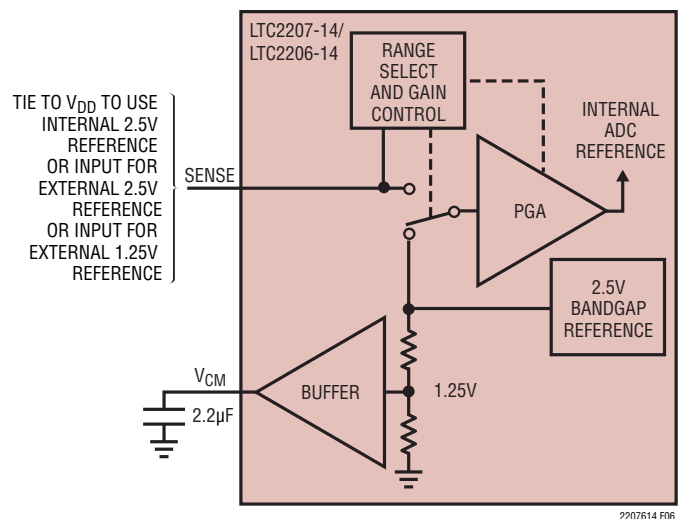 LTC2207-14/
LTC2206-14
RANGE
SELECT
AND GAIN
CONTROL
TIE TO VDD TO USE
INTERNAL 2.5V
REFERENCE
OR INPUT FOR
EXTERNAL 2.5V
REFERENCE
OR INPUT FOR
EXTERNAL 1.25V
REFERENCE
SENSE
INTERNAL
ADC
REFERENCE
PGA
2.5V
BANDGAP
REFERENCE
VCM
BUFFER
1.25V
2.2µF
2207614 F06